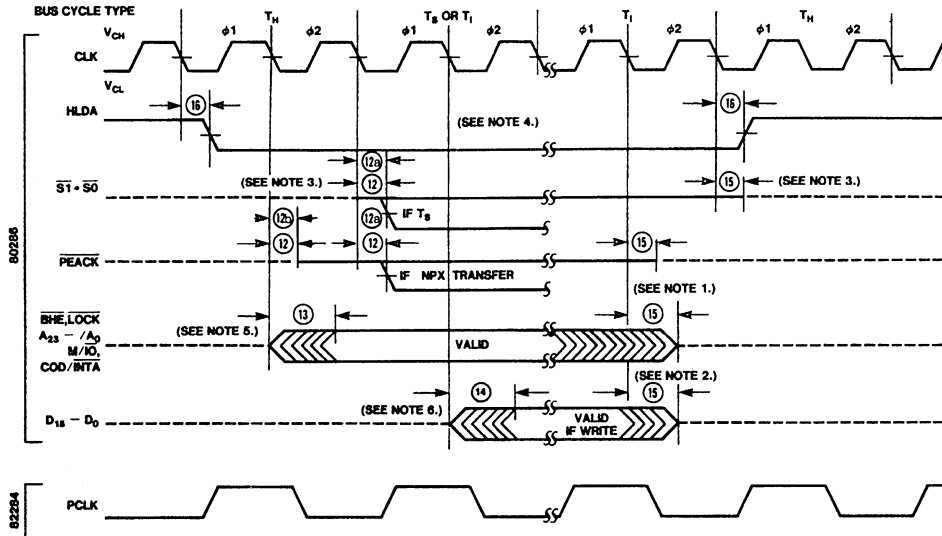 BUS CYCLE TYPE
T_H T_S OR T_I T_I T_H
V_CH ϕ1 ϕ2 ϕ1 ϕ2 ϕ1 ϕ2 ϕ1 ϕ2
CLK
V_CL
16 16
HLDA (SEE NOTE 4.)
12a
(SEE NOTE 3.) 12 15 (SEE NOTE 3.)
S1 • S0
12b 12a IF T_S
12 12 15
PEACK
IF NPX TRANSFER
(SEE NOTE 1.)
13 15
BHE, LOCK
(SEE NOTE 5.)
A23 – /A0
M/IO, VALID
COD/INTA
(SEE NOTE 2.)
14 15
(SEE NOTE 6.)
D15 – D0 VALID IF WRITE
80286
PCLK
82284